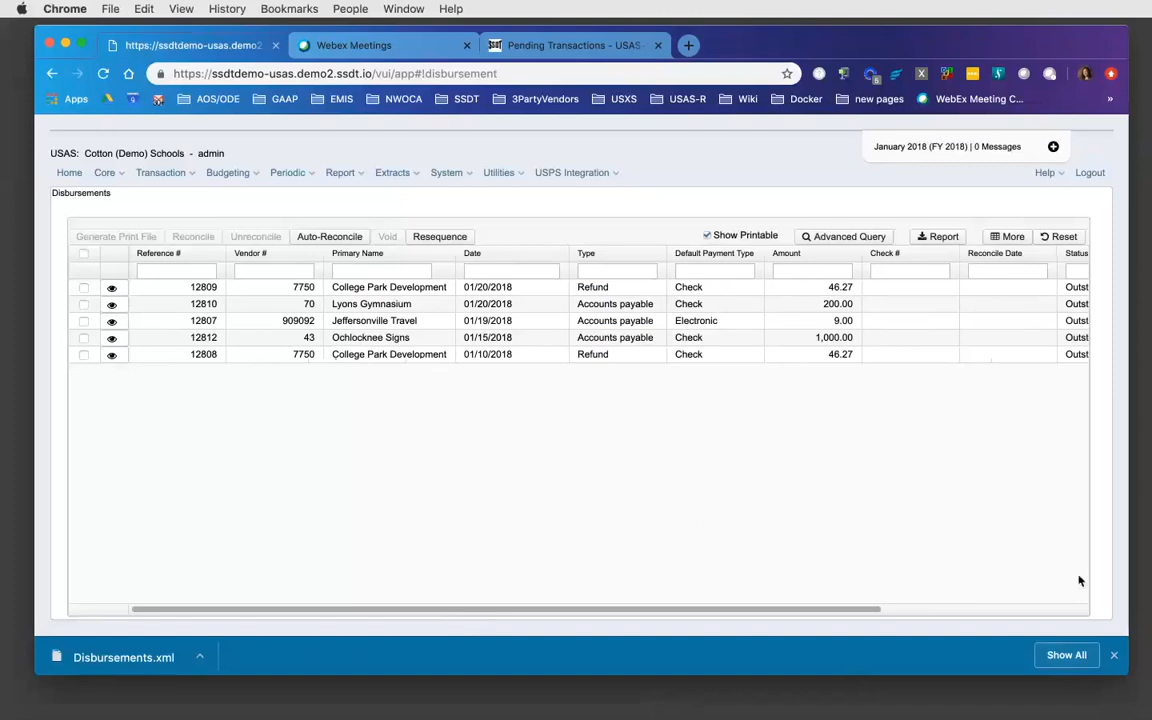 Chrome File Edit View History Bookmarks People Window Help
https://ssdtdemo-usas.demo2 Webex Meetings Pending Transactions - USAS-
https://ssdtdemo-usas.demo2.ssdt.io/vui/app#!disbursement 5
Apps AOS/ODE GAAP EMIS NWOCA SSDT 3PartyVendors USXS USAS-R Wiki Docker new pages WebEx Meeting C... »
January 2018 (FY 2018) | 0 Messages
USAS: Cotton (Demo) Schools - admin
Home Core Transaction Budgeting Periodic Report Extracts System Utilities USPS Integration Help Logout
Disbursements
Generate Print File Reconcile Unreconcile Auto-Reconcile Void Resequence Show Printable Advanced Query Report More Reset
Reference # Vendor # Primary Name Date Type Default Payment Type Amount Check # Reconcile Date Status
12809 7750 College Park Development 01/20/2018 Refund Check 46.27 Outst
12810 70 Lyons Gymnasium 01/20/2018 Accounts payable Check 200.00 Outst
12807 909092 Jeffersonville Travel 01/19/2018 Accounts payable Electronic 9.00 Outst
12812 43 Ochlocknee Signs 01/15/2018 Accounts payable Check 1,000.00 Outst
12808 7750 College Park Development 01/10/2018 Refund Check 46.27 Outst
Disbursements.xml Show All